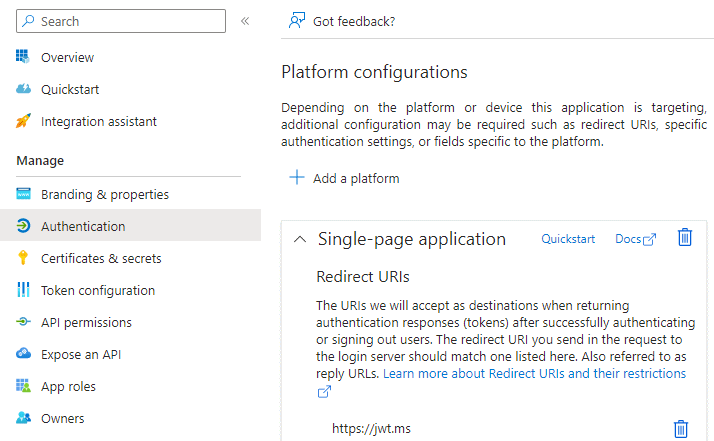 Search
Got feedback?
Overview
Quickstart
Integration assistant
Manage
Branding & properties
Authentication
Certificates & secrets
Token configuration
API permissions
Expose an API
App roles
Owners
Platform configurations
Depending on the platform or device this application is targeting,
additional configuration may be required such as redirect URIs, specific
authentication settings, or fields specific to the platform.
Add a platform
Single-page application
Quickstart
Docs
Redirect URIs
The URIs we will accept as destinations when returning
authentication responses (tokens) after successfully authenticating
or signing out users. The redirect URI you send in the request to
the login server should match one listed here. Also referred to as
reply URLs. Learn more about Redirect URIs and their restrictions
https://jwt.ms